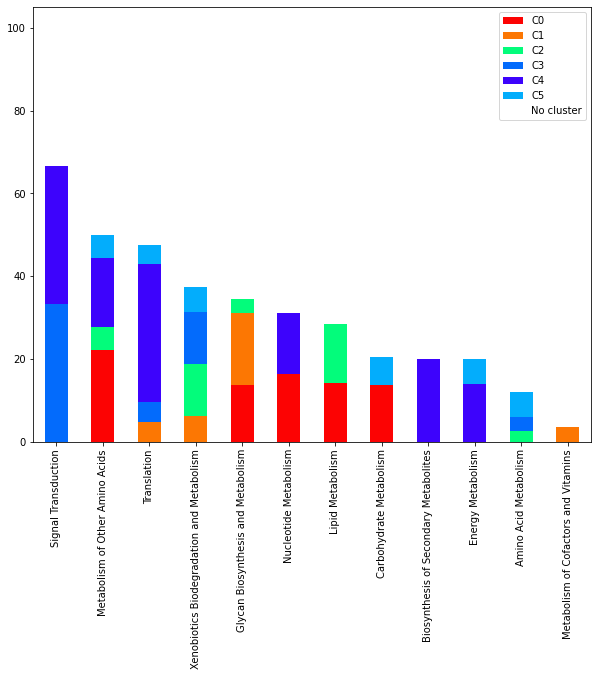 100
80
60
40
20
0
C0
C1
C2
C3
C4
C5
No cluster
Signal Transduction
Metabolism of Other Amino Acids
Translation
Xenobiotics Biodegradation and Metabolism
Glycan Biosynthesis and Metabolism
Nucleotide Metabolism
Lipid Metabolism
Carbohydrate Metabolism
Biosynthesis of Secondary Metabolites
Energy Metabolism
Amino Acid Metabolism
Metabolism of Cofactors and Vitamins